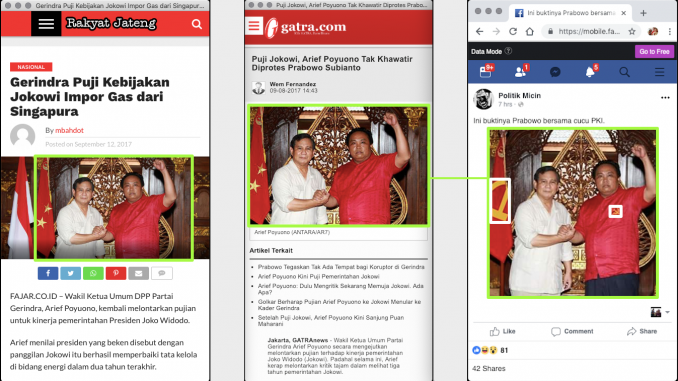 Gerindra Puji Kebijakan Jokowi Impor Gas dari Singapur...
Rakyat Jateng
NASIONAL
Gerindra Puji Kebijakan
Jokowi Impor Gas dari
Singapura
By mbahdot
Posted on September 12, 2017
FAJAR.CO.ID – Wakil Ketua Umum DPP Partai
Gerindra, Arief Poyuono, kembali melontarkan pujian
untuk kinerja pemerintahan Presiden Joko Widodo.
Arief menilai presiden yang beken disebut dengan
panggilan Jokowi itu berhasil memperbaiki tata kelola
di bidang energi dalam dua tahun terakhir.
Puji Jokowi, Arief Poyuono Tak Khawatir Diprotes Prabo...
gatra.com
Puji Jokowi, Arief Poyuono Tak Khawatir
Diprotes Prabowo Subianto
Wem Fernandez
09-08-2017 14:43
Arief Poyuono (ANTARA/AR7)
Artikel Terkait
Prabowo Tegaskan Tak Ada Tempat bagi Koruptor di Gerindra
Arief Poyuono Kini Puji Pemerintahan Jokowi
Arief Poyuono: Dulu Mengritik Sekarang Memuja Jokowi. Ada
Apa?
Golkar Berharap Pujian Arief Poyuono ke Jokowi Menular ke
Kader Gerindra
Setelah Puji Jokowi, Arief Poyuono Kini Sanjung Puan
Maharani
Jakarta, GATRAnews - Wakil Ketua Umum
Gerindra Arief Poyuono secara mengejutkan
melontarkan pujian terhadap kinerja pemerintahan
Joko Widodo (Jokowi). Padahal selama ini, Arief
kerap melontarkan kritik tajam dalam melihat tiga
tahun pemerintahan Jokowi.
Ini buktinya Prabowo bersama
https://mobile.fa...
Data Mode
Go to Free
9+
1
5
Politik Micin
7 hrs
Ini buktinya Prabowo bersama cucu PKI.
Like
Comment
Share
81
42 Shares